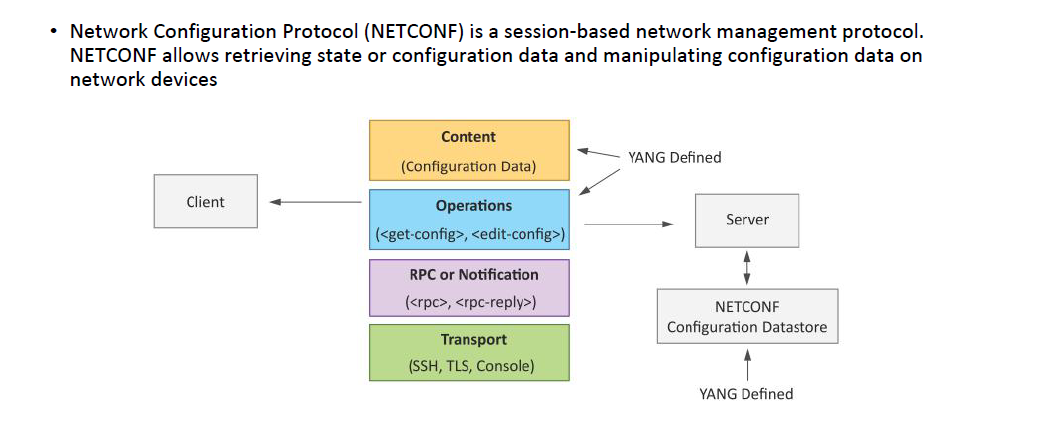 • Network Configuration Protocol (NETCONF) is a session-based network management protocol.
NETCONF allows retrieving state or configuration data and manipulating configuration data on
network devices
Content
(Configuration Data)
YANG Defined
Client
Operations
(<get-config>, <edit-config>)
Server
RPC or Notification
(<rpc>, <rpc-reply>)
NETCONF
Configuration Datastore
Transport
(SSH, TLS, Console)
YANG Defined